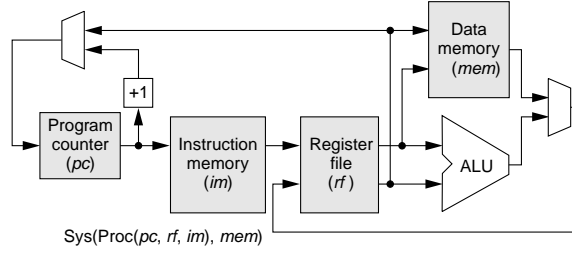 Data
memory
(mem)
+1
Program
counter
(pc)
Instruction
memory
(im)
Register
file
(rf)
ALU
Sys(Proc(pc, rf, im), mem)